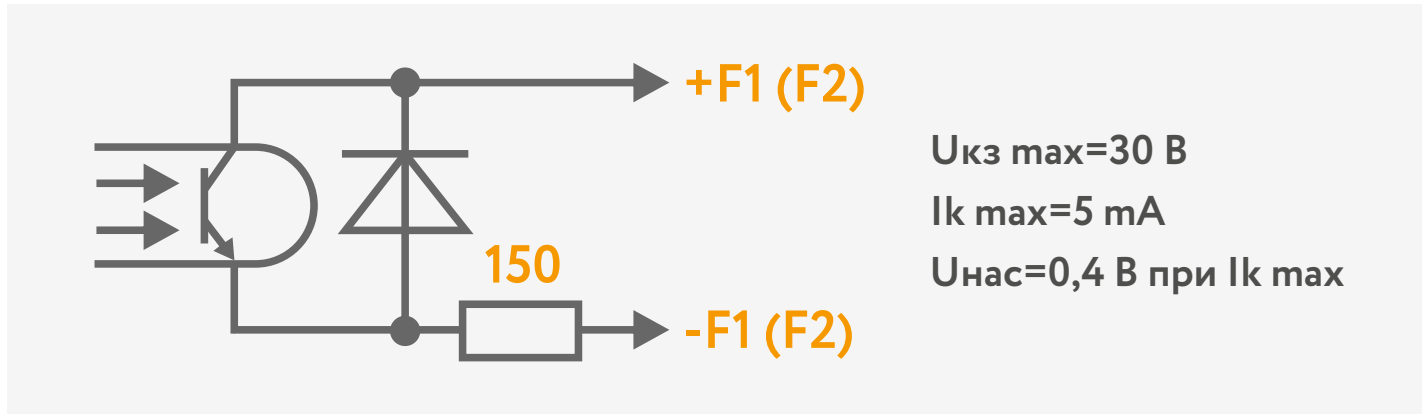 +F1 (F2)
150
-F1 (F2)
Uкз max=30 В
Ik max=5 mA
Uнас=0,4 В при Ik max